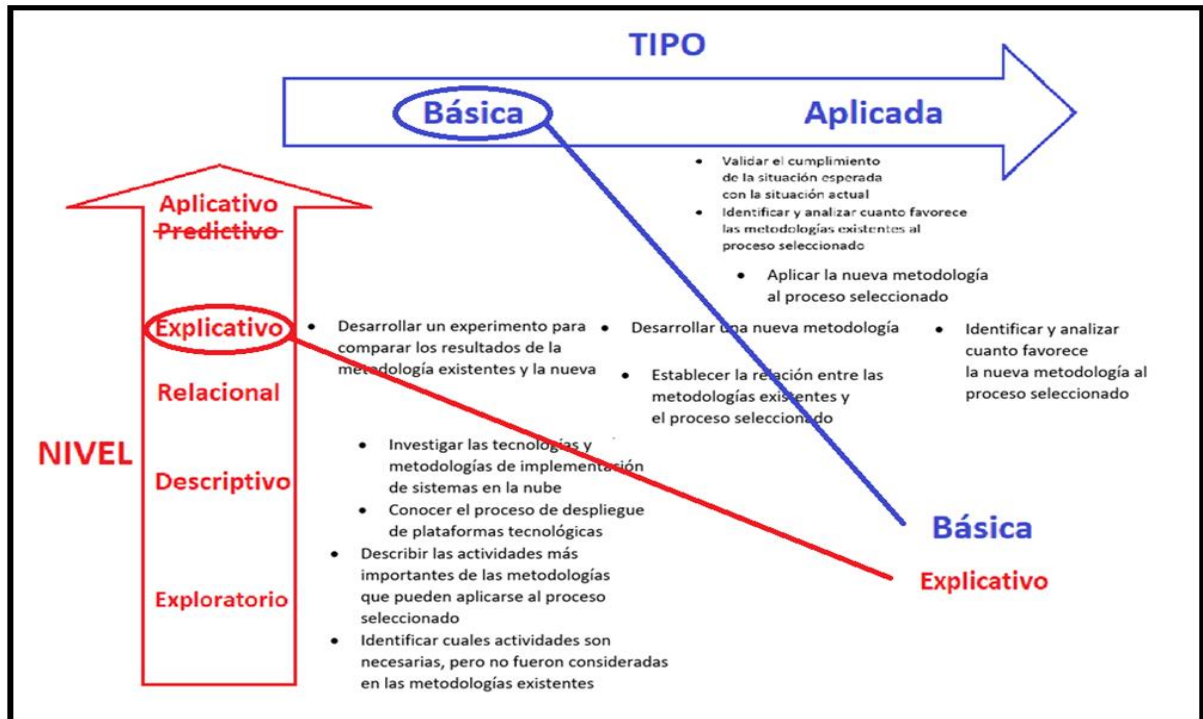 TIPO
Básica
Aplicada
• Validar el cumplimiento
de la situación esperada
con la situación actual
• Identificar y analizar cuanto favorece
las metodologías existentes al
proceso seleccionado
• Aplicar la nueva metodología
al proceso seleccionado
Aplicativo
Predictivo
Explicativo
Relacional
NIVEL
Descriptivo
Exploratorio
• Desarrollar un experimento para
comparar los resultados de la
metodología existentes y la nueva
• Desarrollar una nueva metodología
• Establecer la relación entre las
metodologías existentes y
el proceso seleccionado
• Identificar y analizar
cuanto favorece
la nueva metodología al
proceso seleccionado
• Investigar las tecnologías y
metodologías de implementación
de sistemas en la nube
• Conocer el proceso de despliegue
de plataformas tecnológicas
• Describir las actividades más
importantes de las metodologías
que pueden aplicarse al proceso
seleccionado
• Identificar cuales actividades son
necesarias, pero no fueron consideradas
en las metodologías existentes
Básica
Explicativo